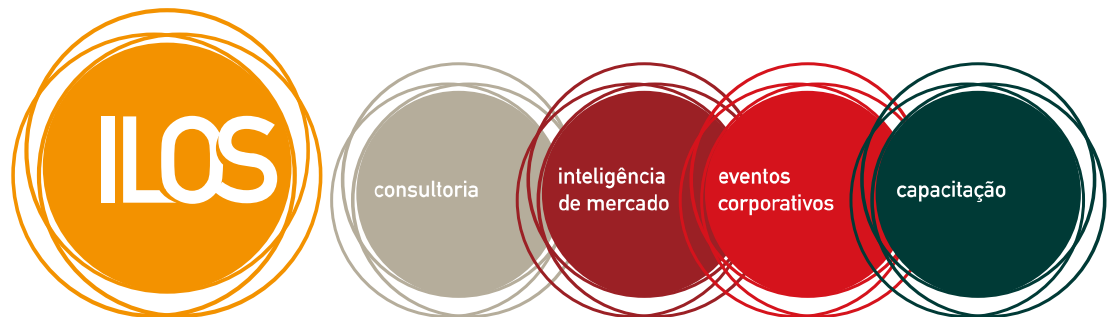 ILOS
consultoria
inteligência
de mercado
eventos
corporativos
capacitação